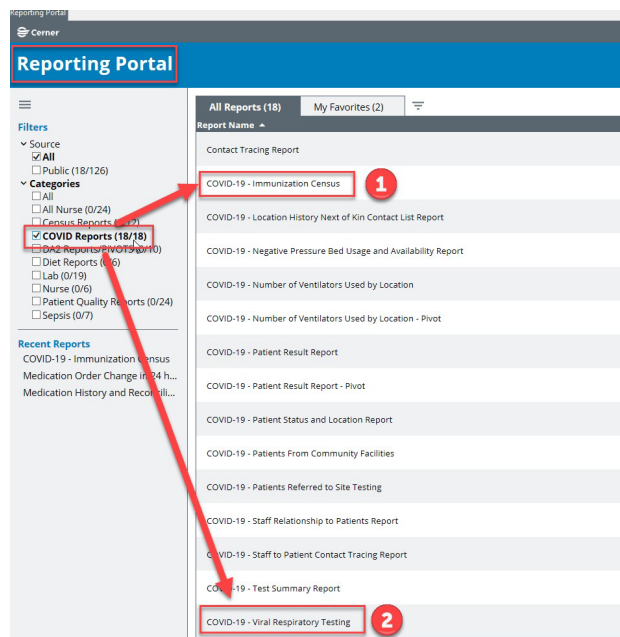 Reporting Portal
Cerner
Reporting Portal
All Reports (18)
My Favorites (2)
Filters
Report Name
Source
All
Public (18/126)
Categories
All
All Nurse (0/24)
Census Reports
COVID Reports (18/18)
DA2 Reports/PIVOTS (0/10)
Diet Reports (0/6)
Lab (0/19)
Nurse (0/6)
Patient Quality Reports (0/24)
Sepsis (0/7)
Recent Reports
COVID-19 - Immunization Census
Medication Order Change in 24 h...
Medication History and Reconcili...
Contact Tracing Report
COVID-19 - Immunization Census
1
COVID-19 - Location History Next of Kin Contact List Report
COVID-19 - Negative Pressure Bed Usage and Availability Report
COVID-19 - Number of Ventilators Used by Location
COVID-19 - Number of Ventilators Used by Location - Pivot
COVID-19 - Patient Result Report
COVID-19 - Patient Result Report - Pivot
COVID-19 - Patient Status and Location Report
COVID-19 - Patients From Community Facilities
COVID-19 - Patients Referred to Site Testing
COVID-19 - Staff Relationship to Patients Report
COVID-19 - Staff to Patient Contact Tracing Report
COVID-19 - Test Summary Report
COVID-19 - Viral Respiratory Testing
2